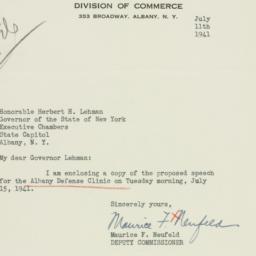 DIVISION OF COMMERCE
353 BROADWAY, ALBANY, N. Y.
July
11th
1941
Honorable Herbert H. Lehman
Governor of the State of New York
Executive Chambers
State Capitol
Albany, N. Y.
My dear Governor Lehman:
I am enclosing a copy of the proposed speech
for the Albany Defense Clinic on Tuesday morning, July
15, 1941.
Sincerely yours,
Maurice F. Neufeld
Maurice F. Neufeld
DEPUTY COMMISSIONER